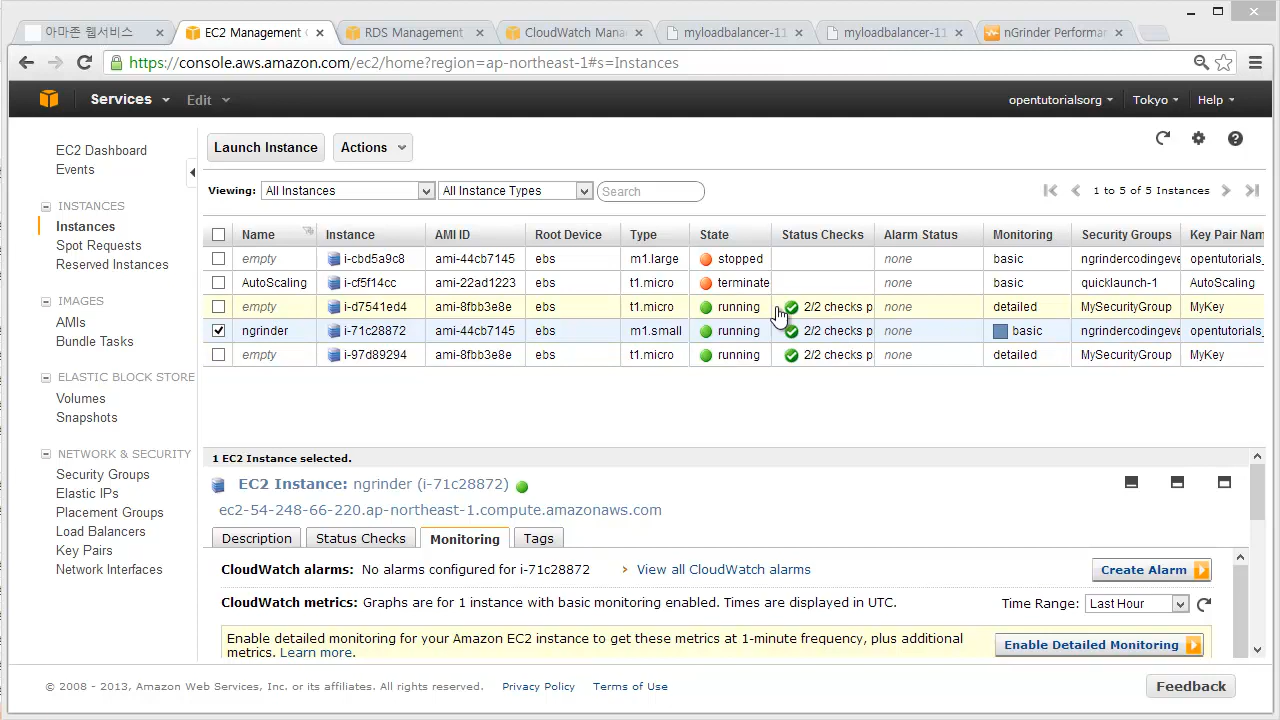 아마존 웹서비스
EC2 Management
RDS Management
CloudWatch Mana
myloadbalancer-11
myloadbalancer-11
nGrinder Performa
https://console.aws.amazon.com/ec2/home?region=ap-northeast-1#s=Instances
Services Edit opentutorialsorg Tokyo Help
EC2 Dashboard
Events
INSTANCES
Instances
Spot Requests
Reserved Instances
IMAGES
AMIs
Bundle Tasks
ELASTIC BLOCK STORE
Volumes
Snapshots
NETWORK & SECURITY
Security Groups
Elastic IPs
Placement Groups
Load Balancers
Key Pairs
Network Interfaces
Launch Instance Actions
Viewing: All Instances All Instance Types Search 1 to 5 of 5 Instances
Name Instance AMI ID Root Device Type State Status Checks Alarm Status Monitoring Security Groups Key Pair Nam
empty i-cbd5a9c8 ami-44cb7145 ebs m1.large stopped none basic ngrindercodingeve opentutorials_
AutoScaling i-cf5f14cc ami-22ad1223 ebs t1.micro terminate none basic quicklaunch-1 AutoScaling
empty i-d7541ed4 ami-8fbb3e8e ebs t1.micro running 2/2 checks p none detailed MySecurityGroup MyKey
ngrinder i-71c28872 ami-44cb7145 ebs m1.small running 2/2 checks p none basic ngrindercodingeve opentutorials_
empty i-97d89294 ami-8fbb3e8e ebs t1.micro running 2/2 checks p none detailed MySecurityGroup MyKey
1 EC2 Instance selected.
EC2 Instance: ngrinder (i-71c28872)
ec2-54-248-66-220.ap-northeast-1.compute.amazonaws.com
Description Status Checks Monitoring Tags
CloudWatch alarms: No alarms configured for i-71c28872 View all CloudWatch alarms Create Alarm
CloudWatch metrics: Graphs are for 1 instance with basic monitoring enabled. Times are displayed in UTC. Time Range: Last Hour
Enable detailed monitoring for your Amazon EC2 instance to get these metrics at 1-minute frequency, plus additional
metrics. Learn more.
Enable Detailed Monitoring
© 2008 - 2013, Amazon Web Services, Inc. or its affiliates. All rights reserved. Privacy Policy Terms of Use Feedback